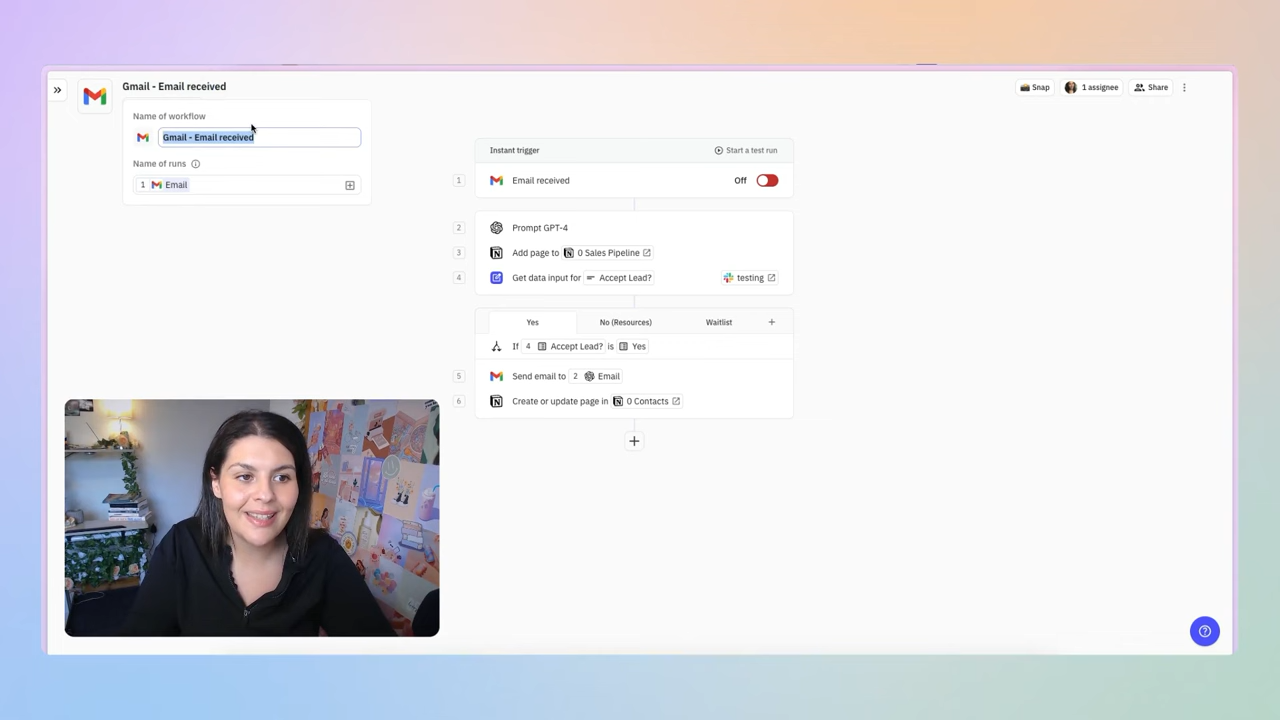 Gmail - Email received
Snap
1 assignee
Share
Name of workflow
Gmail - Email received
Name of runs
1 Email
Instant trigger
Start a test run
1 Email received Off
2 Prompt GPT-4
3 Add page to 0 Sales Pipeline
4 Get data input for Accept Lead? testing
Yes No (Resources) Waitlist
If 4 Accept Lead? is Yes
5 Send email to 2 Email
6 Create or update page in 0 Contacts